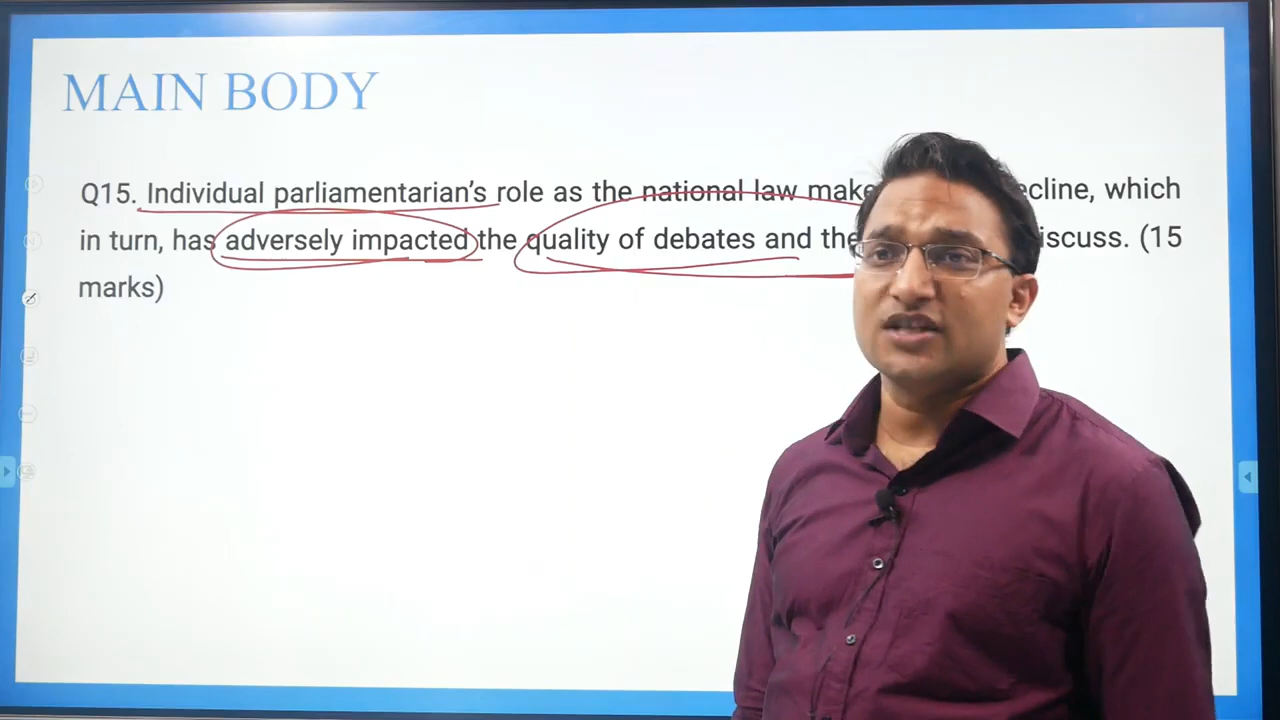 MAIN BODY
Q15. Individual parliamentarian's role as the national law make ecline, which
in turn, has adversely impacted the quality of debates and the iscuss. (15
marks)